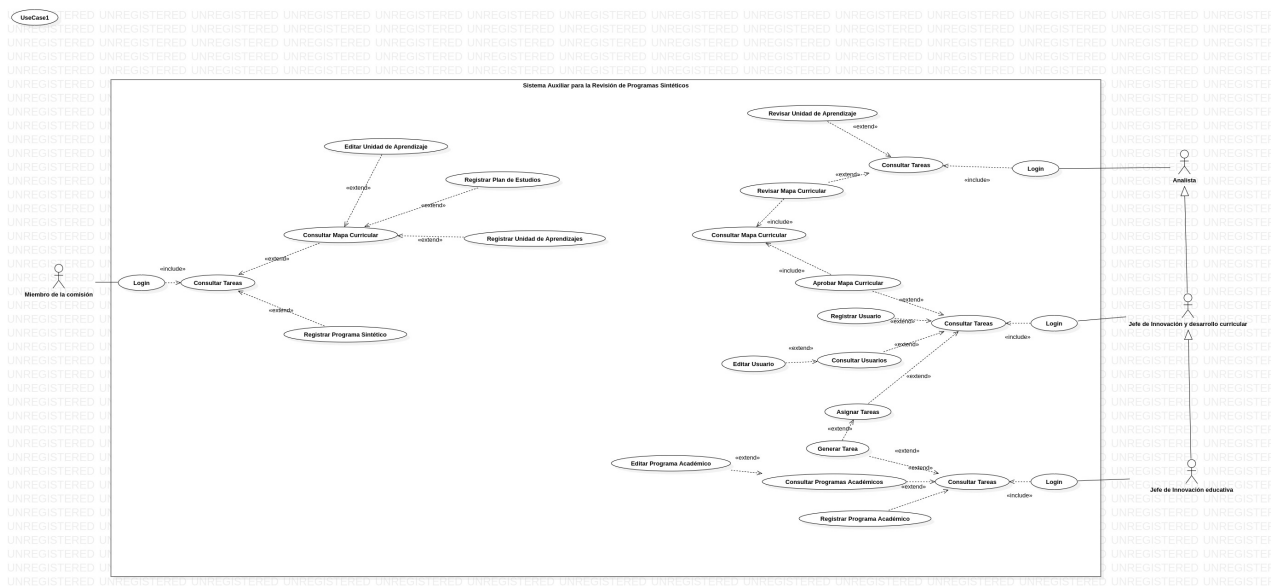 UseCase1
Sistema Auxiliar para la Revisión de Programas Sintéticos
Revisar Unidad de Aprendizaje
«extend»
Editar Unidad de Aprendizaje
Consultar Tareas
Login
«include»
Analista
«extend»
Registrar Plan de Estudios
«extend»
Revisar Mapa Curricular
«extend»
«include»
Consultar Mapa Curricular
Registrar Unidad de Aprendizajes
«extend»
Consultar Mapa Curricular
«extend»
«include»
«include»
Miembro de la comisión
Login
Consultar Tareas
Aprobar Mapa Curricular
«extend»
«extend»
Registrar Programa Sintético
Registrar Usuario
«extend»
Consultar Tareas
Login
Jefe de Innovación y desarrollo curricular
«include»
«extend»
Editar Usuario
Consultar Usuarios
«extend»
Asignar Tareas
«extend»
Generar Tarea
«extend»
Editar Programa Académico
«extend»
«extend»
Consultar Programas Académicos
«extend»
Consultar Tareas
Login
Jefe de Innovación educativa
«include»
Registrar Programa Académico
UNREGISTERED